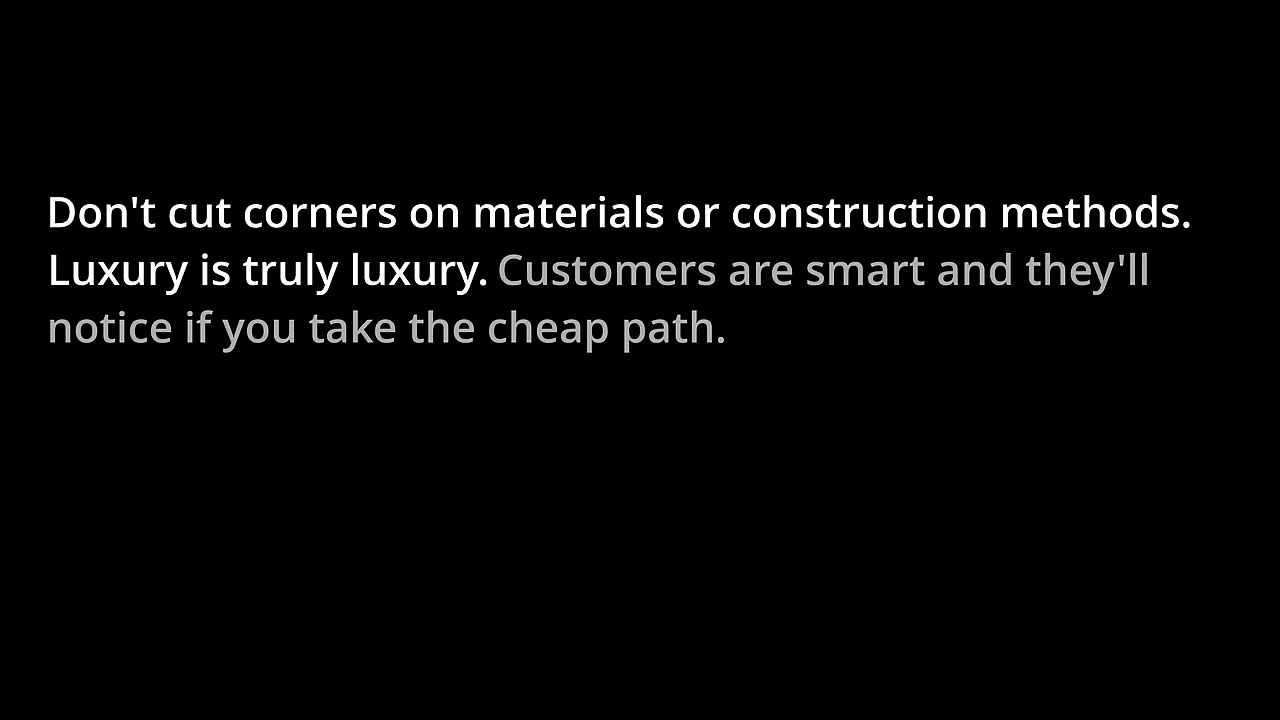 Don't cut corners on materials or construction methods.
Luxury is truly luxury. Customers are smart and they'll
notice if you take the cheap path.